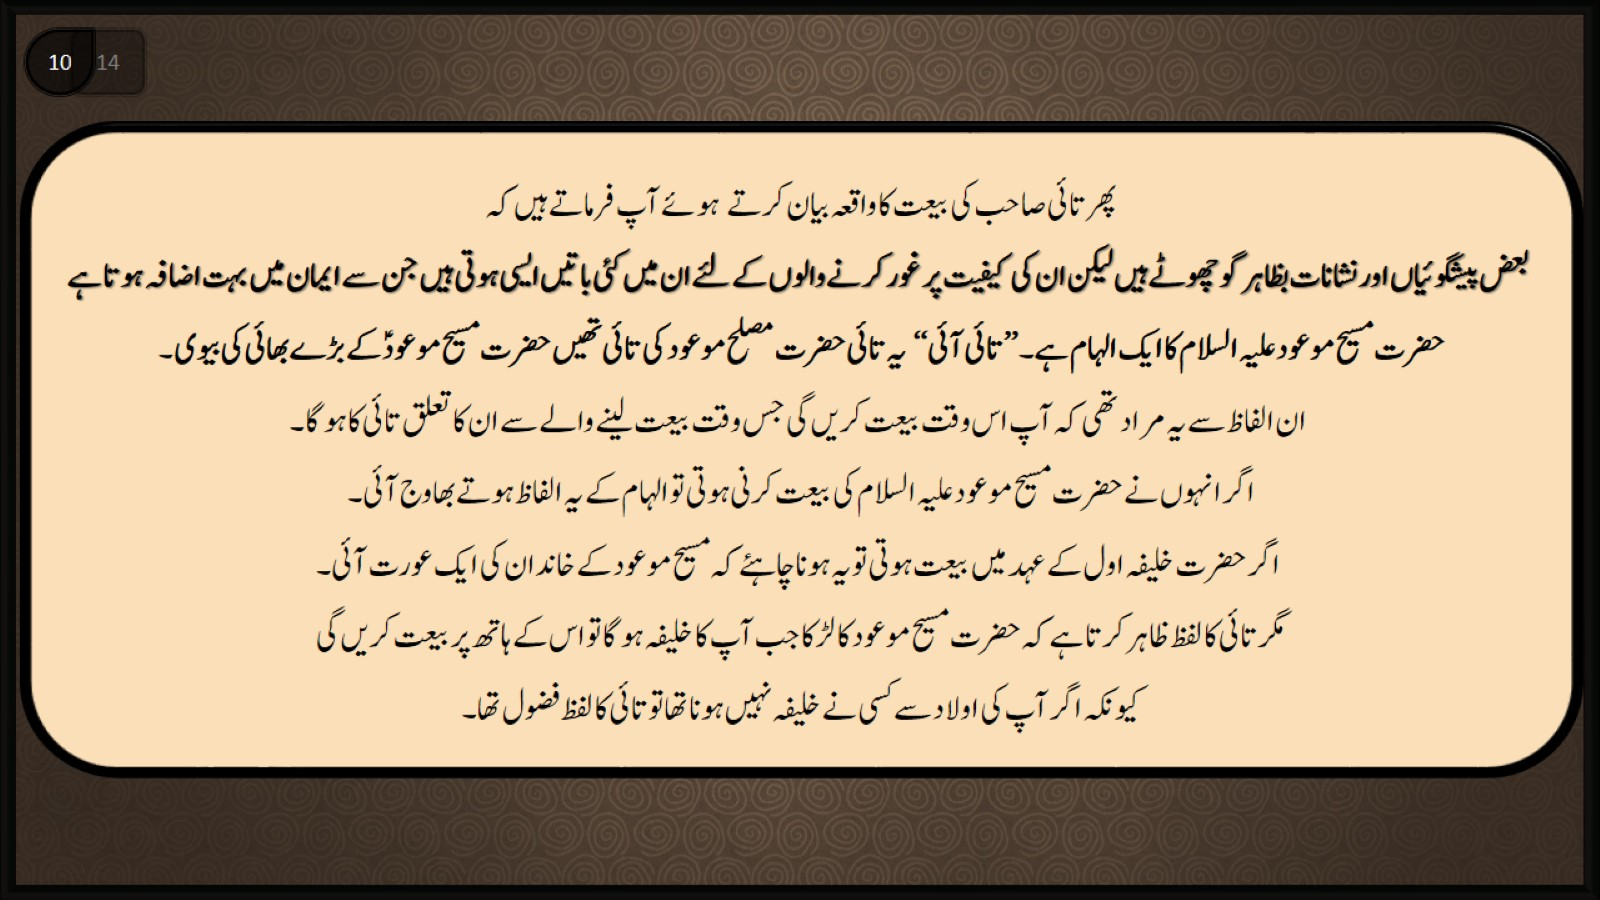 10 14
پھر تائی صاحب کی بیعت کا واقعہ بیان کرتے ہوئے آپ فرماتے ہیں کہ
بعض پیشگوئیاں اور نشانات بظاہر گو چھوٹے ہیں لیکن ان کی کیفیت پر غور کرنے والوں کے لئے ان میں کئی باتیں ایسی ہوتی ہیں جن سے ایمان میں بہت اضافہ ہوتا ہے
حضرت مسیح موعود علیہ السلام کا ایک الہام ہے۔”تائی آئی“ یہ تائی حضرت مصلح موعود کی تائی تھیں حضرت مسیح موعودؑ کے بڑے بھائی کی بیوی۔
ان الفاظ سے یہ مراد تھی کہ آپ اس وقت بیعت کریں گی جس وقت بیعت لینے والے سے ان کا تعلق تائی کا ہو گا۔
اگر انہوں نے حضرت مسیح موعود علیہ السلام کی بیعت کرنی ہوتی تو الہام کے یہ الفاظ ہوتے بھاوج آئی۔
اگر حضرت خلیفہ اول کے عہد میں بیعت ہوتی تو یہ ہونا چاہئے کہ مسیح موعود کے خاندان کی ایک عورت آئی۔
مگر تائی کا لفظ ظاہر کرتا ہے کہ حضرت مسیح موعود کا لڑکا جب آپ کا خلیفہ ہو گا تو اس کے ہاتھ پر بیعت کریں گی
کیونکہ اگر آپ کی اولاد سے کسی نے خلیفہ نہیں ہونا تھا تو تائی کا لفظ فضول تھا۔